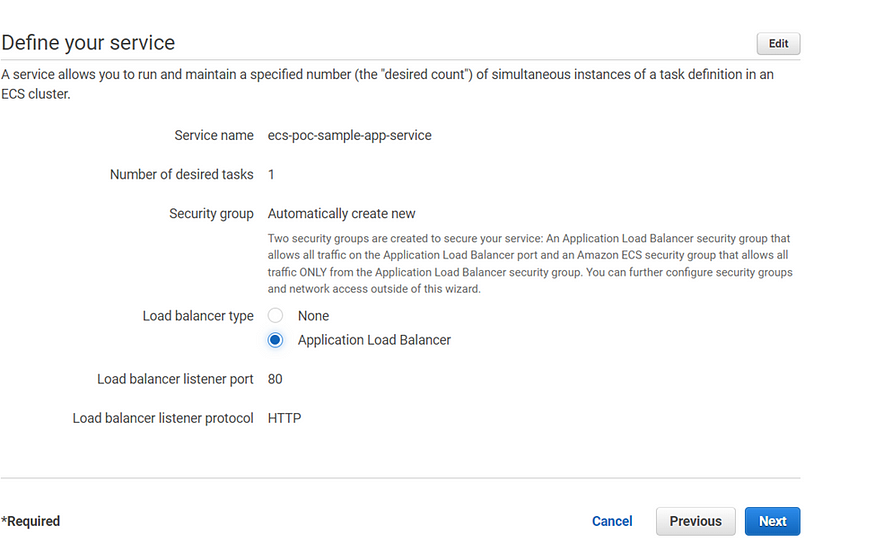 Define your service
Edit
A service allows you to run and maintain a specified number (the "desired count") of simultaneous instances of a task definition in an
ECS cluster.
Service name ecs-poc-sample-app-service
Number of desired tasks 1
Security group Automatically create new
Two security groups are created to secure your service: An Application Load Balancer security group that
allows all traffic on the Application Load Balancer port and an Amazon ECS security group that allows all
traffic ONLY from the Application Load Balancer security group. You can further configure security groups
and network access outside of this wizard.
Load balancer type None
Application Load Balancer
Load balancer listener port 80
Load balancer listener protocol HTTP
*Required
Cancel Previous Next